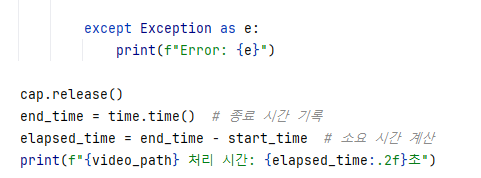 except Exception as e:
print(f"Error: {e}")
cap.release()
end_time = time.time()  # 종료 시간 기록
elapsed_time = end_time - start_time  # 소요 시간 계산
print(f"{video_path} 처리 시간: {elapsed_time:.2f}초")